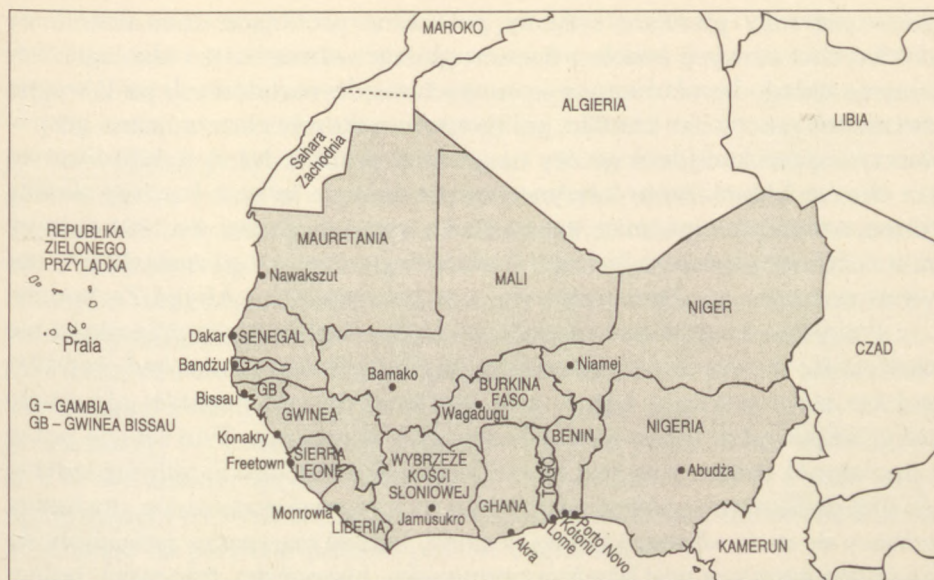 MAROKO
ALGIERIA
LIBIA
Sahara
Zachodnia
REPUBLIKA
ZIELONEGO
PRZYLĄDKA
Praia
MAURETANIA
Nawakszut
MALI
NIGER
CZAD
Dakar
SENEGAL
Bandżul
G
Bissau
GB
G – GAMBIA
GB – GWINEA BISSAU
GWINEA
Konakry
Freetown
SIERRA
LEONE
Monrowia
LIBERIA
Bamako
BURKINA
FASO
Wagadugu
Niamej
WYBRZEŻE
KOŚCI
SŁONIOWEJ
Jamusukro
GHANA
Akra
TOGO
BENIN
NIGERIA
Abudża
Porto Novo
Kotonu
Lome
KAMERUN